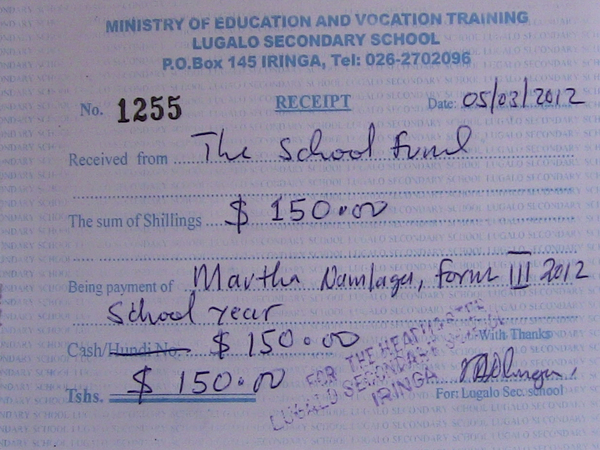 MINISTRY OF EDUCATION AND VOCATION TRAINING
LUGALO SECONDARY SCHOOL
P.O.Box 145 IRINGA, Tel: 026-2702096
No. 1255 RECEIPT Date: 05/03/2012
Received from The School Fund
The sum of Shillings $ 150.00
Being payment of Martha, Form III 2012
School year
Cash/Hundi No. $ 150.00 With Thanks
Tshs. $ 150.00
For: Lugalo Sec. school
FOR THE HEADMASTER
LUGALO SECONDARY SCHOOL
IRINGA